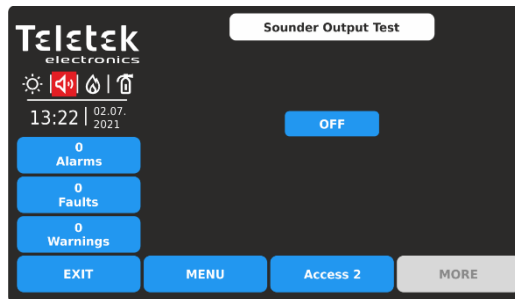 Teletek
electronics
Sounder Output Test
13:22 | 02.07.
2021
OFF
0
Alarms
0
Faults
0
Warnings
EXIT
MENU
Access 2
MORE